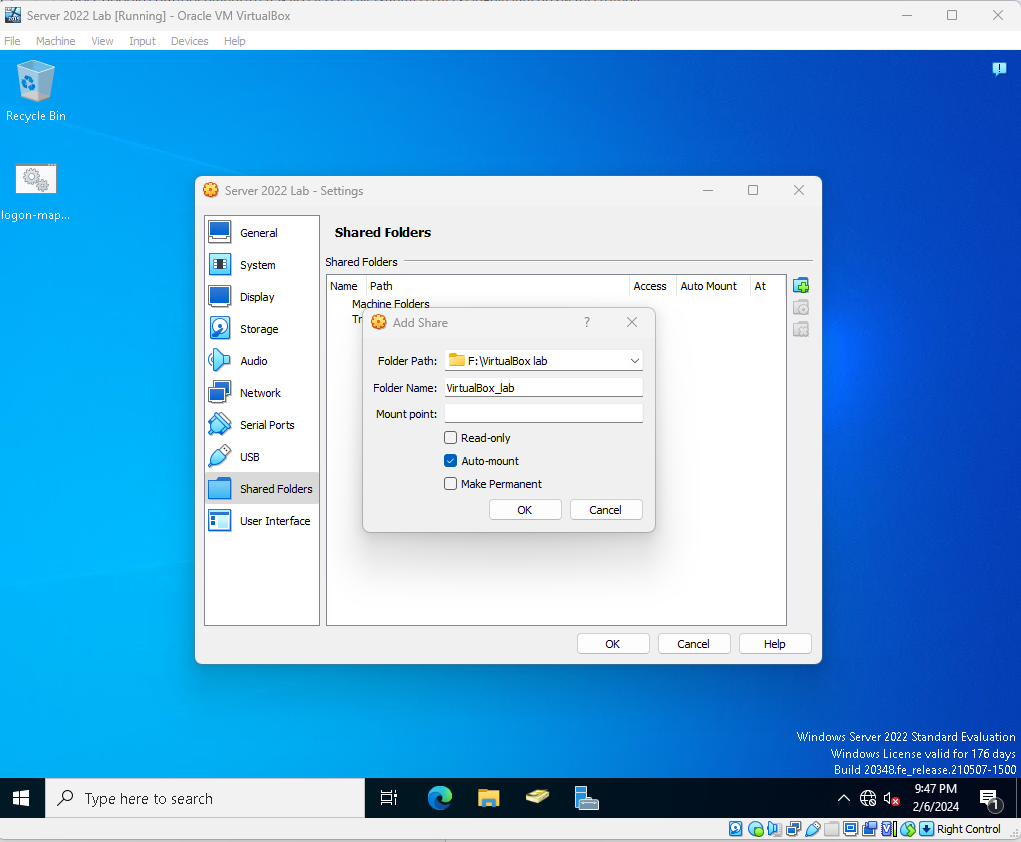 Server 2022 Lab [Running] - Oracle VM VirtualBox
File Machine View Input Devices Help
Recycle Bin
logon-map...
Server 2022 Lab - Settings
General
System
Display
Storage
Audio
Network
Serial Ports
USB
Shared Folders
User Interface
Shared Folders
Shared Folders
Name Path Access Auto Mount At
Machine Folders
Tr
Add Share
?
Folder Path: F:\VirtualBox lab
Folder Name: VirtualBox_lab
Mount point:
Read-only
Auto-mount
Make Permanent
OK Cancel
OK Cancel Help
Windows Server 2022 Standard Evaluation
Windows License valid for 176 days
Build 20348.fe_release.210507-1500
Type here to search
9:47 PM
2/6/2024
1
Right Control